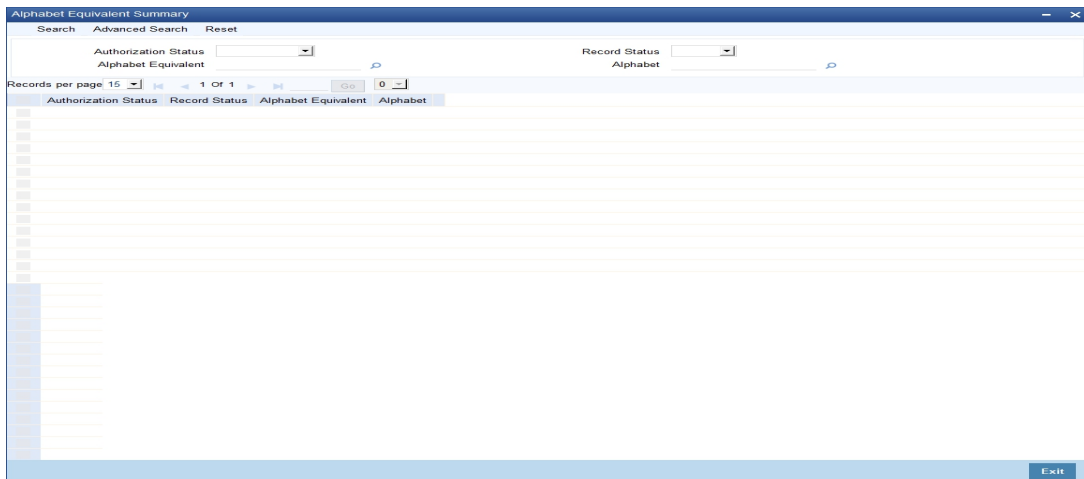 Alphabet Equivalent Summary
Search Advanced Search Reset
Authorization Status Record Status
Alphabet Equivalent Alphabet
Records per page 15 1 Of 1 Go 0
Authorization Status Record Status Alphabet Equivalent Alphabet
Exit